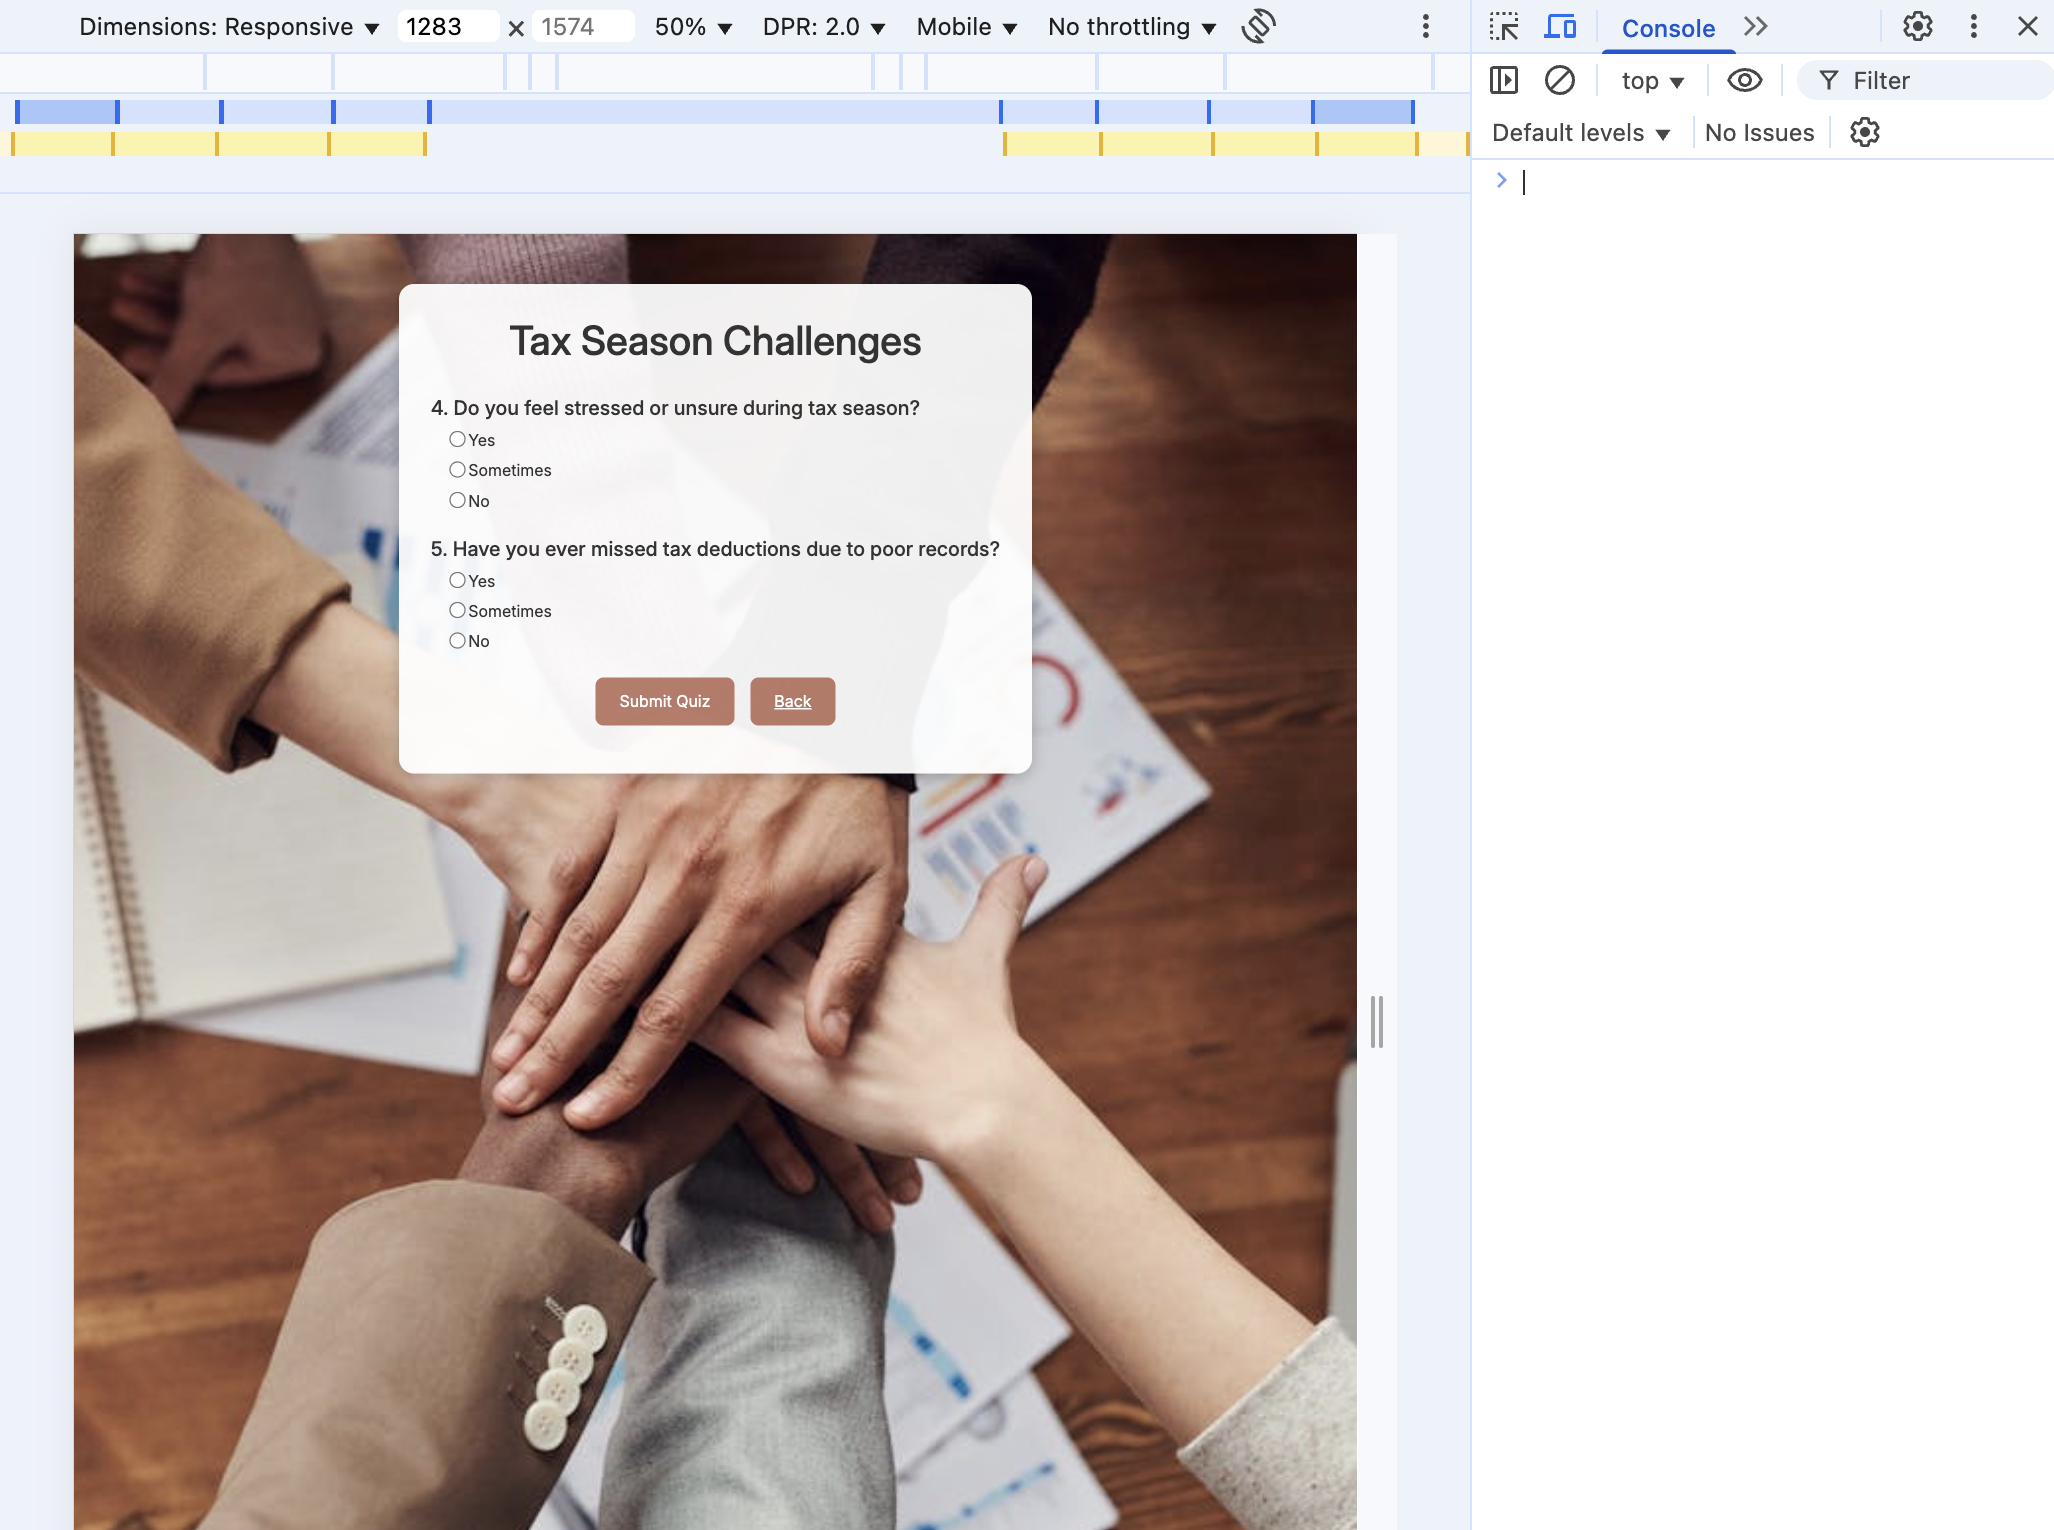 Dimensions: Responsive ▼ 1283 × 1574 50% ▼ DPR: 2.0 ▼ Mobile ▼ No throttling ▼
Console
top ▼ Filter
Default levels ▼ No Issues
Tax Season Challenges
4. Do you feel stressed or unsure during tax season?
Yes
Sometimes
No
5. Have you ever missed tax deductions due to poor records?
Yes
Sometimes
No
Submit Quiz Back